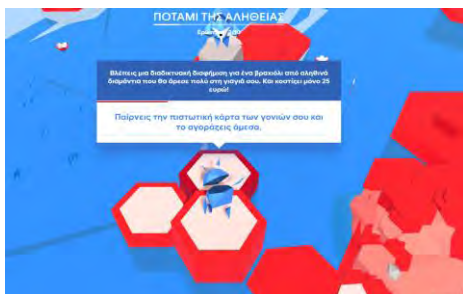 ΠΟΤΑΜΙ ΤΗΣ ΑΛΗΘΕΙΑΣ
Βλέπεις μια διαδικτυακή διαφήμιση για ένα βραχιόλι από αληθινά
διαμάντια που θα άρεσε πολύ στη γιαγιά σου. Και κοστίζει μόνο 25
ευρώ!
Παίρνεις την πιστωτική κάρτα των γονιών σου και
το αγοράζεις άμεσα.